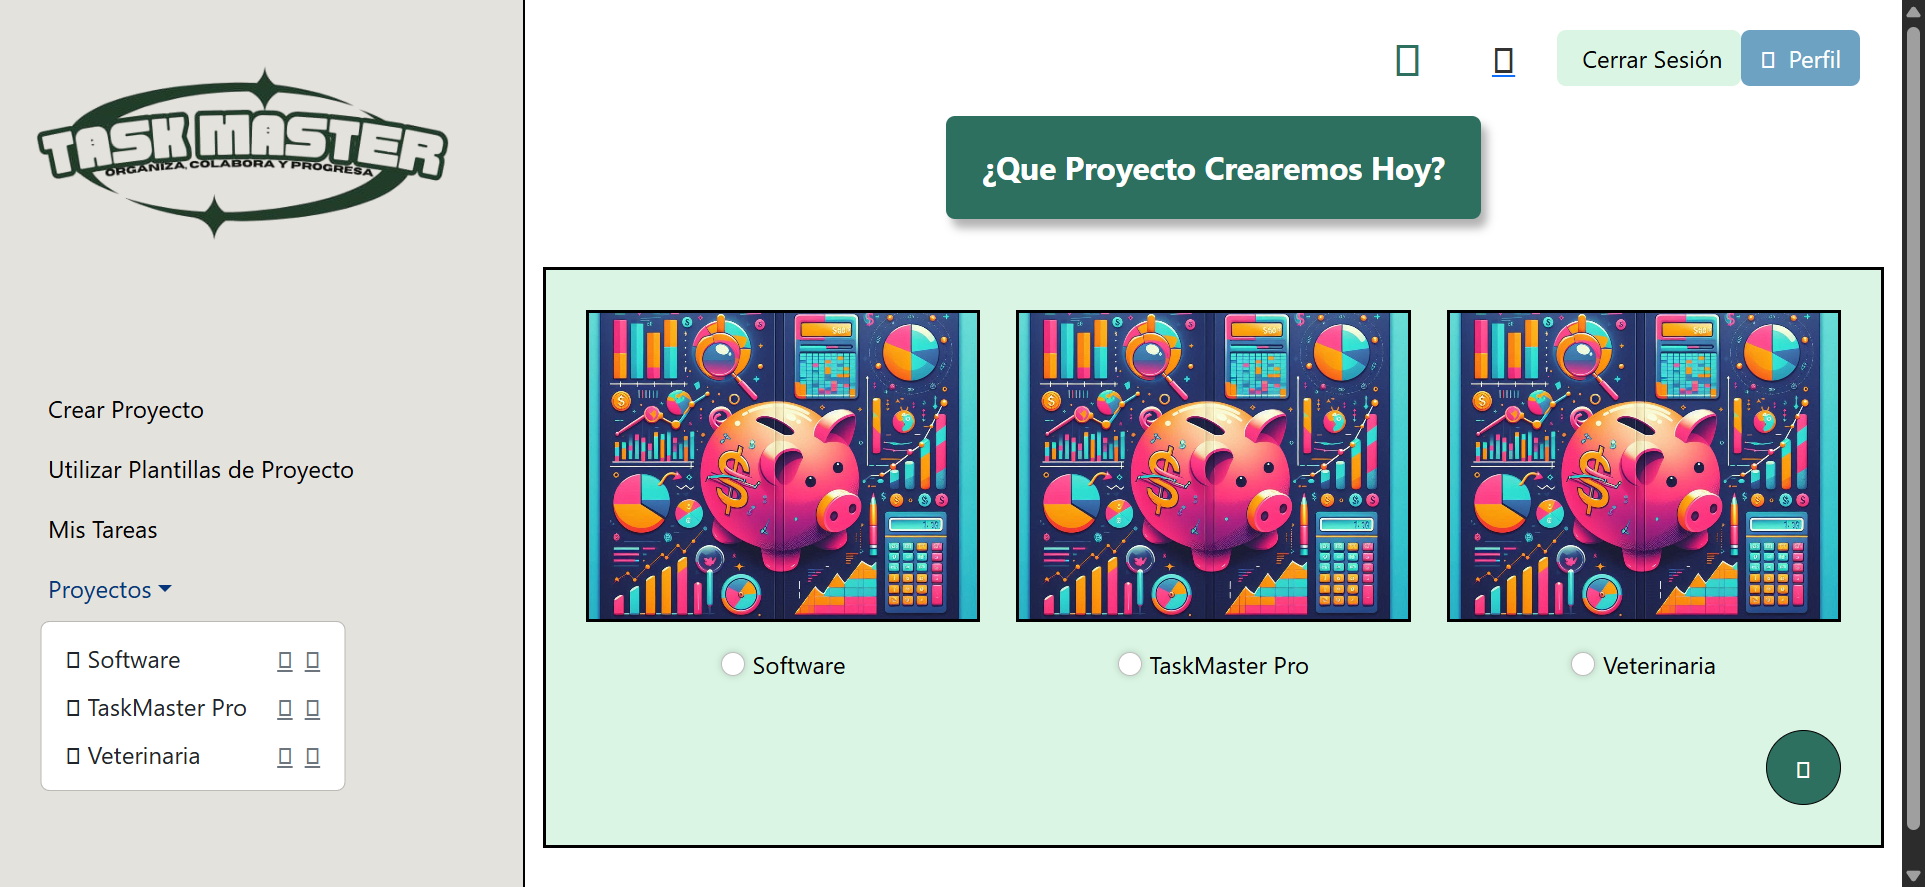 TASK MASTER
ORGANIZA, COLABORA Y PROGRESA
Crear Proyecto
Utilizar Plantillas de Proyecto
Mis Tareas
Proyectos
Software
TaskMaster Pro
Veterinaria
Cerrar Sesión
Perfil
¿Que Proyecto Crearemos Hoy?
Software
TaskMaster Pro
Veterinaria